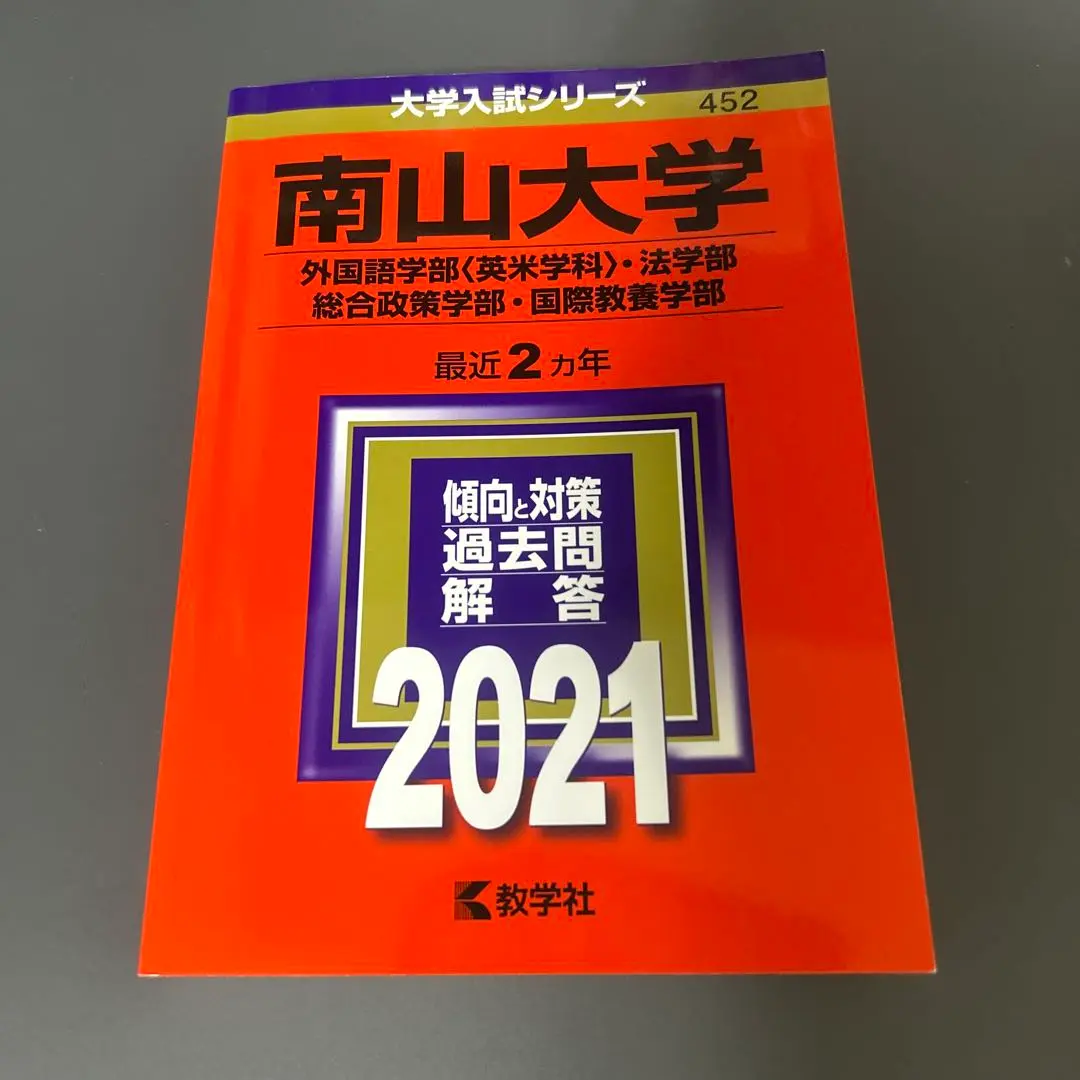 大学入試シリーズ 452
南山大学
外国語学部〈英米学科〉・法学部
総合政策学部・国際教養学部
最近2カ年
傾向と対策
過去問
解答
2021
教学社